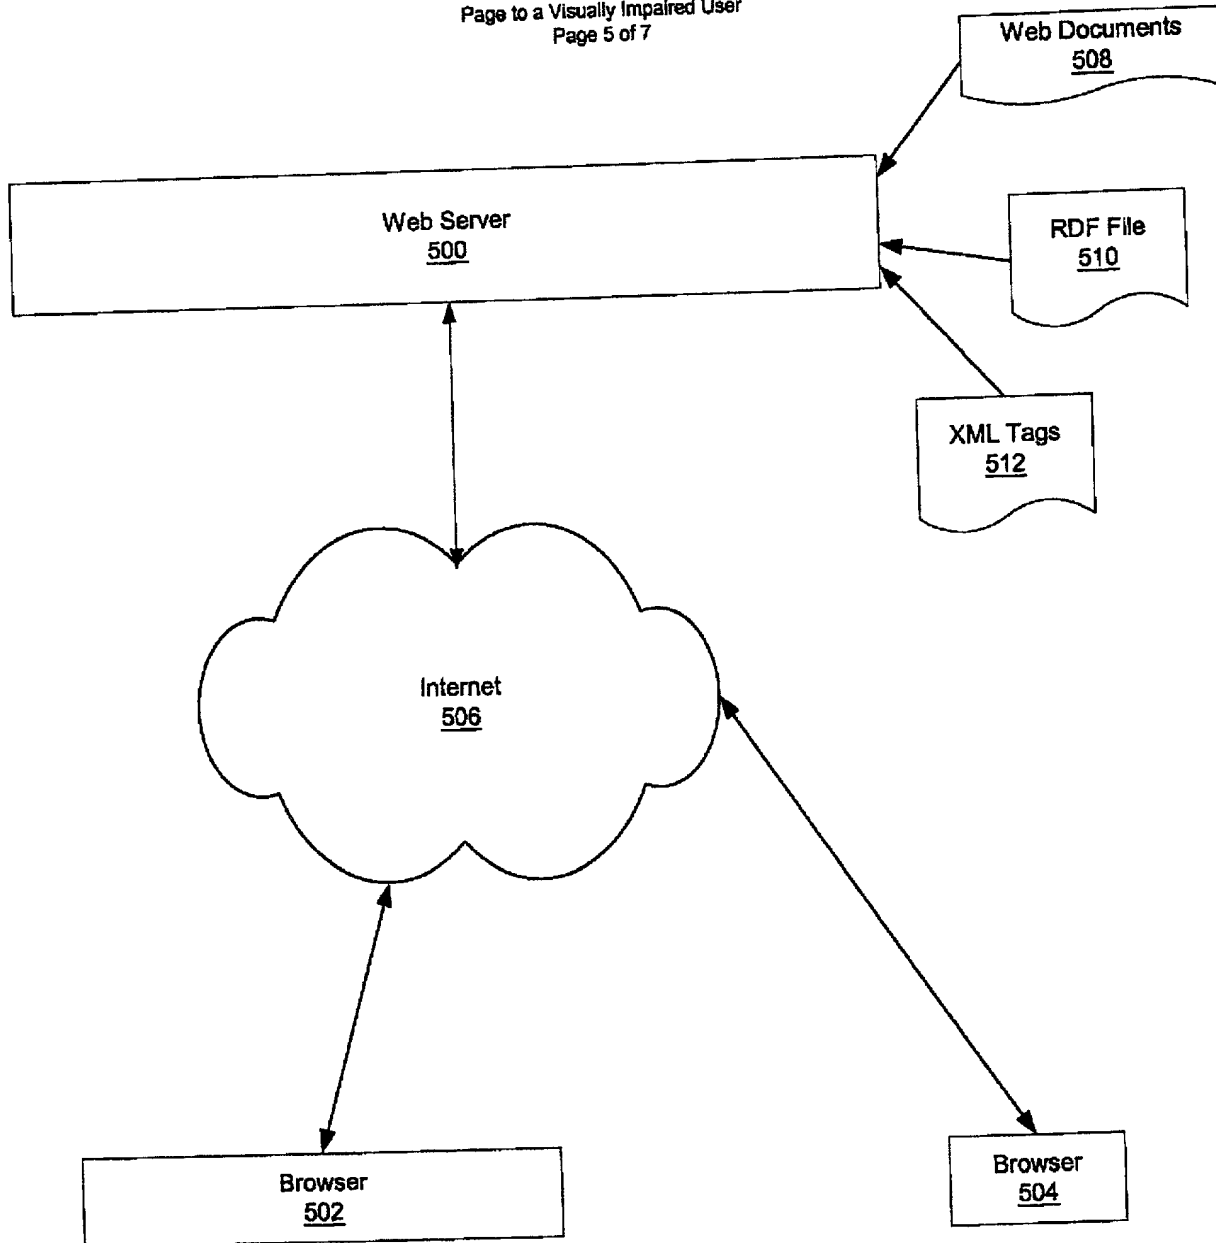 Page to a Visually Impaired User
Page 5 of 7
Web Documents
508
Web Server
500
RDF File
510
XML Tags
512
Internet
506
Browser
502
Browser
504